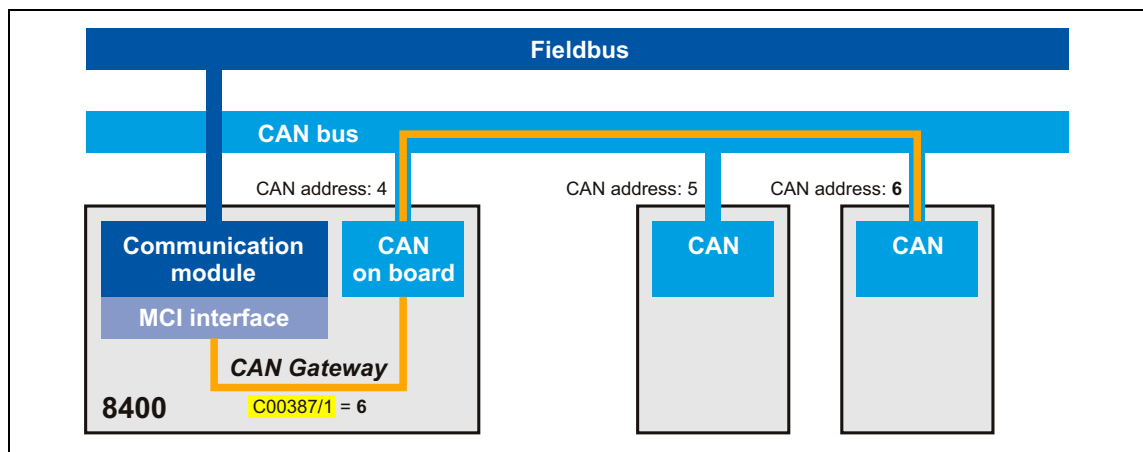 Fieldbus
CAN bus
CAN address: 4
CAN address: 5
CAN address: 6
Communication
module
MCI interface
CAN
on board
CAN
CAN
CAN Gateway
8400
C00387/1 = 6